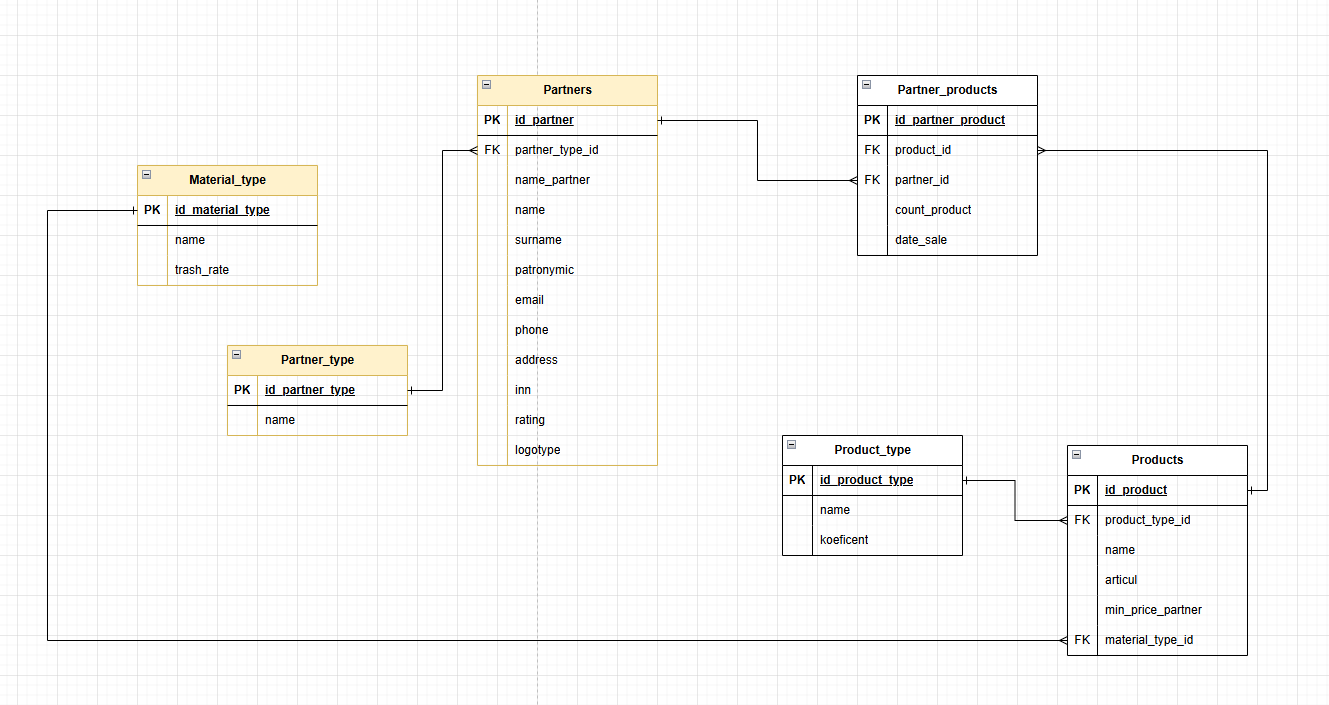 Partners
PK id_partner
FK partner_type_id
name_partner
name
surname
patronymic
email
phone
address
inn
rating
logotype
Partner_products
PK id_partner_product
FK product_id
FK partner_id
count_product
date_sale
Material_type
PK id_material_type
name
trash_rate
Partner_type
PK id_partner_type
name
Product_type
PK id_product_type
name
koeficent
Products
PK id_product
FK product_type_id
name
articul
min_price_partner
FK material_type_id